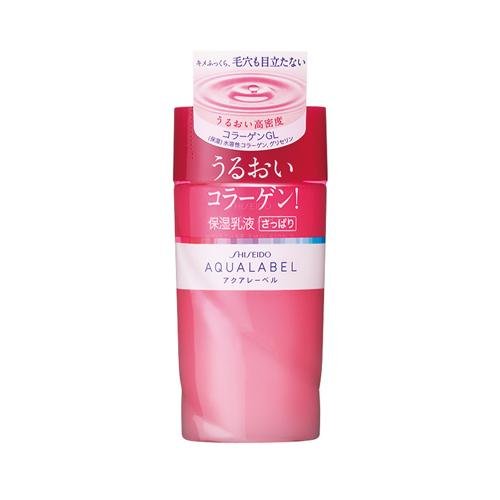 キメふっくら、毛穴も目立たない
うるおい高密度
コラーゲンGL
(保湿) 水溶性コラーゲン、グリセリン
うるおい
コラーゲン!
SHISEIDO
保湿乳液 さっぱり
SHISEIDO
AQUALABEL
アクアレーベル